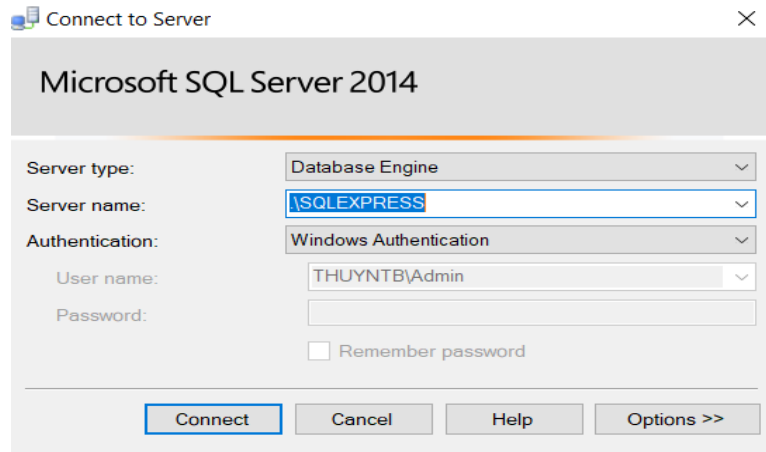 Connect to Server
Microsoft SQL Server 2014
Server type: Database Engine
Server name: .\SQLEXPRESS
Authentication: Windows Authentication
User name: THUYNTB\Admin
Password:
Remember password
Connect Cancel Help Options >>